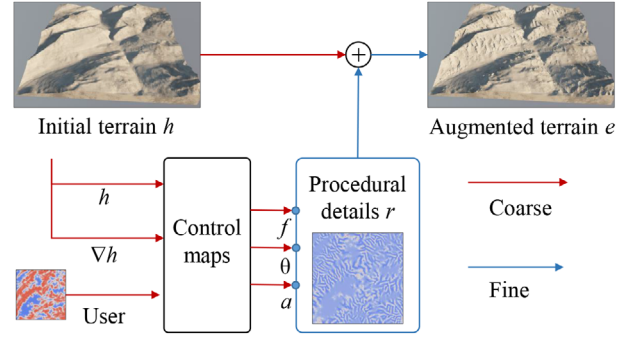 Initial terrain h
Augmented terrain e
h
∇h
User
Control
maps
f
θ
a
Procedural
details r
Coarse
Fine